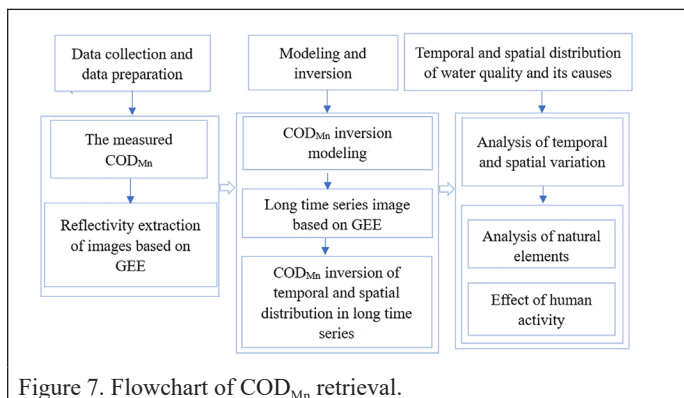 Data collection and
data preparation
The measured
CODMn
Reflectivity extraction
of images based on
GEE
Modeling and
inversion
CODMn inversion
modeling
Long time series image
based on GEE
CODMn inversion of
temporal and spatial
distribution in long time
series
Temporal and spatial distribution
of water quality and its causes
Analysis of temporal
and spatial variation
Analysis of natural
elements
Effect of human
activity
Figure 7. Flowchart of CODMn retrieval.